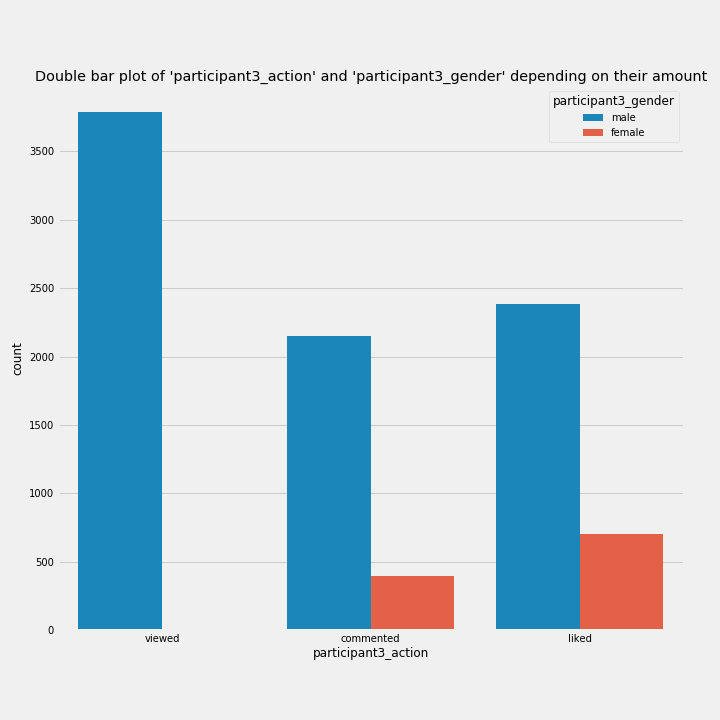 Double bar plot of 'participant3_action' and 'participant3_gender' depending on their amount
participant3_gender
male
female
3500
3000
2500
2000
1500
1000
500
0
count
viewed
commented
liked
participant3_action